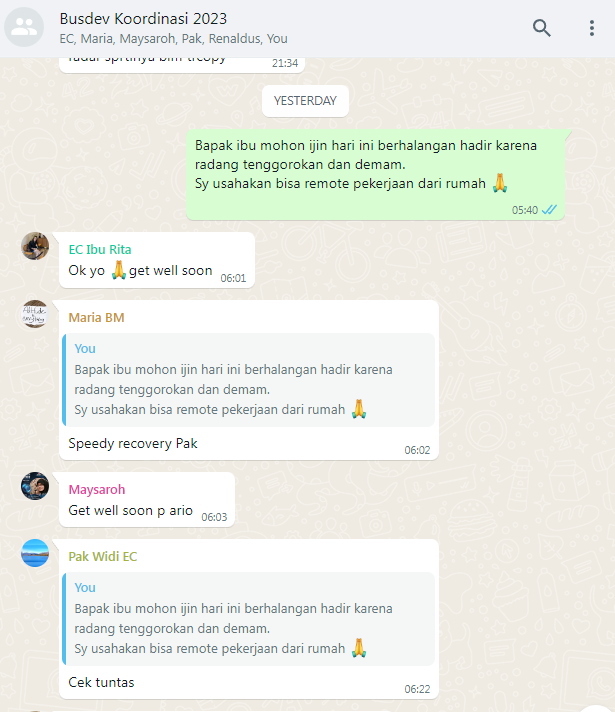 Busdev Koordinasi 2023
EC, Maria, Maysaroh, Pak, Renaldus, You
21:34
YESTERDAY
Bapak ibu mohon ijin hari ini berhalangan hadir karena
radang tenggorokan dan demam.
Sy usahakan bisa remote pekerjaan dari rumah 🙏
05:40
EC Ibu Rita
Ok yo 🙏get well soon
06:01
Maria BM
You
Bapak ibu mohon ijin hari ini berhalangan hadir karena
radang tenggorokan dan demam.
Sy usahakan bisa remote pekerjaan dari rumah 🙏
Speedy recovery Pak
06:02
Maysaroh
Get well soon p ario
06:03
Pak Widi EC
You
Bapak ibu mohon ijin hari ini berhalangan hadir karena
radang tenggorokan dan demam.
Sy usahakan bisa remote pekerjaan dari rumah 🙏
Cek tuntas
06:22